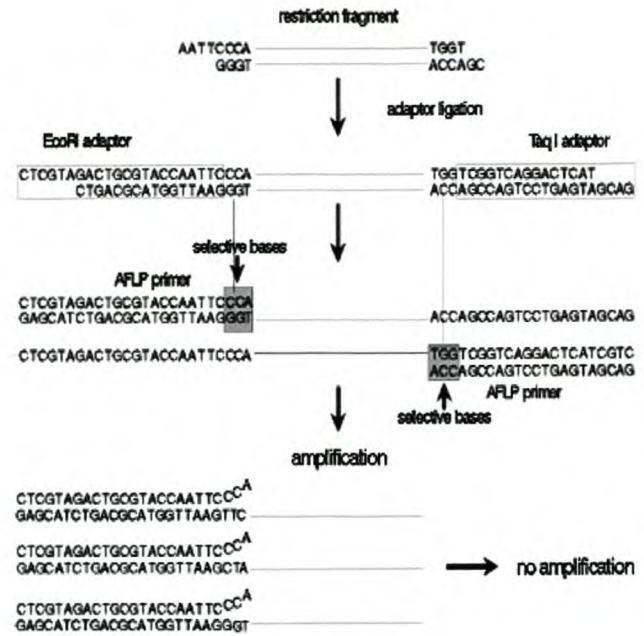 restriction fragment
AATTCCCA TGGT
GGGT ACCAGC
adaptor ligation
EcoRI adaptor Taq I adaptor
CTCGTAGACTGCGTACCAATTCCCA TGGTCGGTCAGGACTCAT
CTGACGCATGGTTAAGGGT ACCAGCCAGTCCTGAGTAGCAG
selective bases
AFLP primer
CTCGTAGACTGCGTACCAATTCCCA
GAGCATCTGACGCATGGTTAAGGGT ACCAGCCAGTCCTGAGTAGCAG
CTCGTAGACTGCGTACCAATTCCCA TGGTCGGTCAGGACTCATCGTC
ACCAGCCAGTCCTGAGTAGCAG
AFLP primer
selective bases
amplification
CTCGTAGACTGCGTACCAATTCCCA
GAGCATCTGACGCATGGTTAAGTTC
CTCGTAGACTGCGTACCAATTCCCA
GAGCATCTGACGCATGGTTAAGCTA
no amplification
CTCGTAGACTGCGTACCAATTCCCA
GAGCATCTGACGCATGGTTAAGGGT